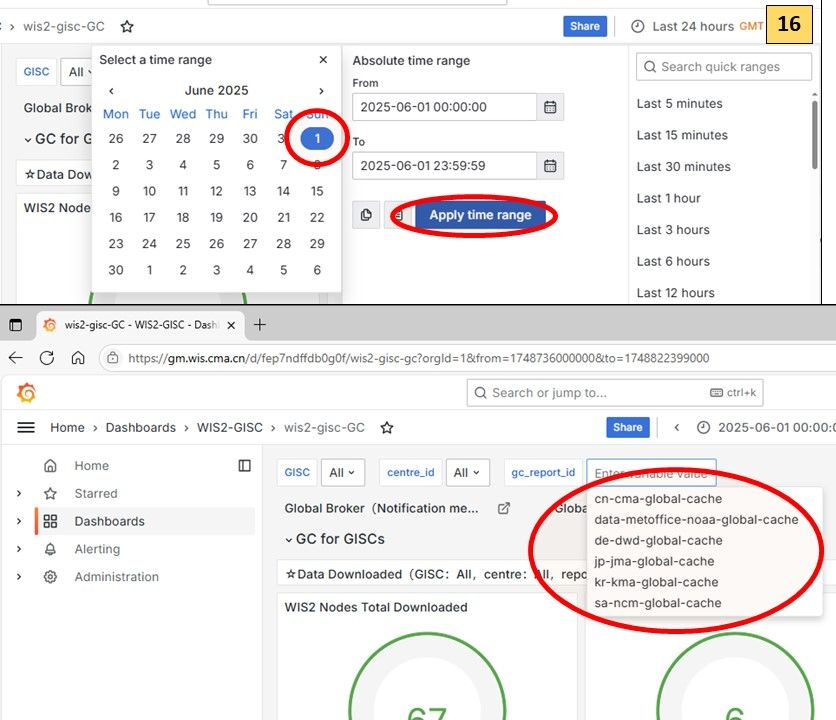 wis2-gisc-GC
Share
Last 24 hours GMT
16
GISC
All
Global Brok
GC for GI
☆Data Dow
WIS2 Nodes
Select a time range
June 2025
Mon Tue Wed Thu Fri Sat Sun
26 27 28 29 30 3 1
2 3 4 5 6 7 8
9 10 11 12 13 14 15
16 17 18 19 20 21 22
23 24 25 26 27 28 29
30 1 2 3 4 5 6
Absolute time range
From
2025-06-01 00:00:00
To
2025-06-01 23:59:59
Apply time range
Search quick ranges
Last 5 minutes
Last 15 minutes
Last 30 minutes
Last 1 hour
Last 3 hours
Last 6 hours
Last 12 hours
wis2-gisc-GC - WIS2-GISC - Dash
https://gm.wis.cma.cn/d/fep7ndffdb0g0f/wis2-gisc-gc?orgId=1&from=1748736000000&to=1748822399000
Search or jump to... ctrl+k
Home > Dashboards > WIS2-GISC > wis2-gisc-GC
Share
2025-06-01 00:00:0
Home
Starred
Dashboards
Alerting
Administration
GISC All centre_id All gc_report_id Enter variable value
cn-cma-global-cache
data-metoffice-noaa-global-cache
de-dwd-global-cache
jp-jma-global-cache
kr-kma-global-cache
sa-ncm-global-cache
Global Broker（Notification me... Globa
GC for GISCs
☆Data Downloaded（GISC：All，centre：All，repo
WIS2 Nodes Total Downloaded
67
6